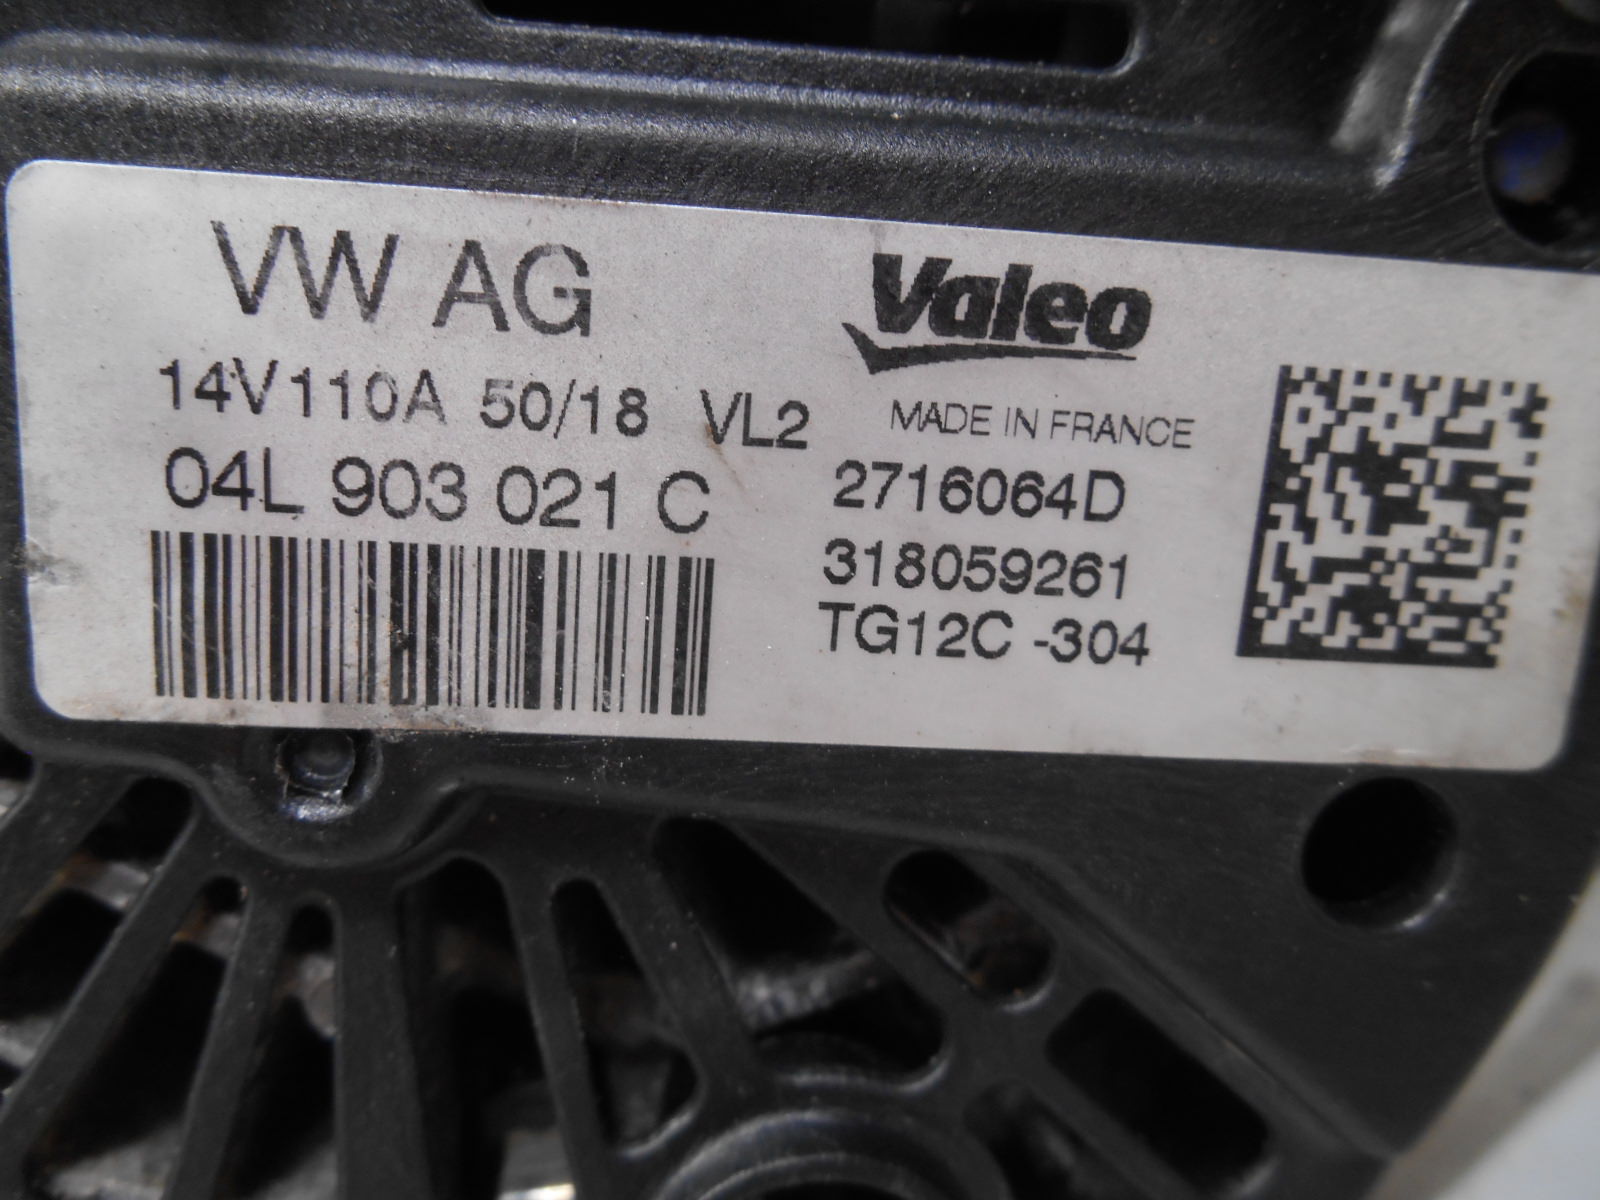 VW AG
14V110A 50/18 VL2
04L 903 021 C
Valeo
MADE IN FRANCE
2716064D
318059261
TG12C -304